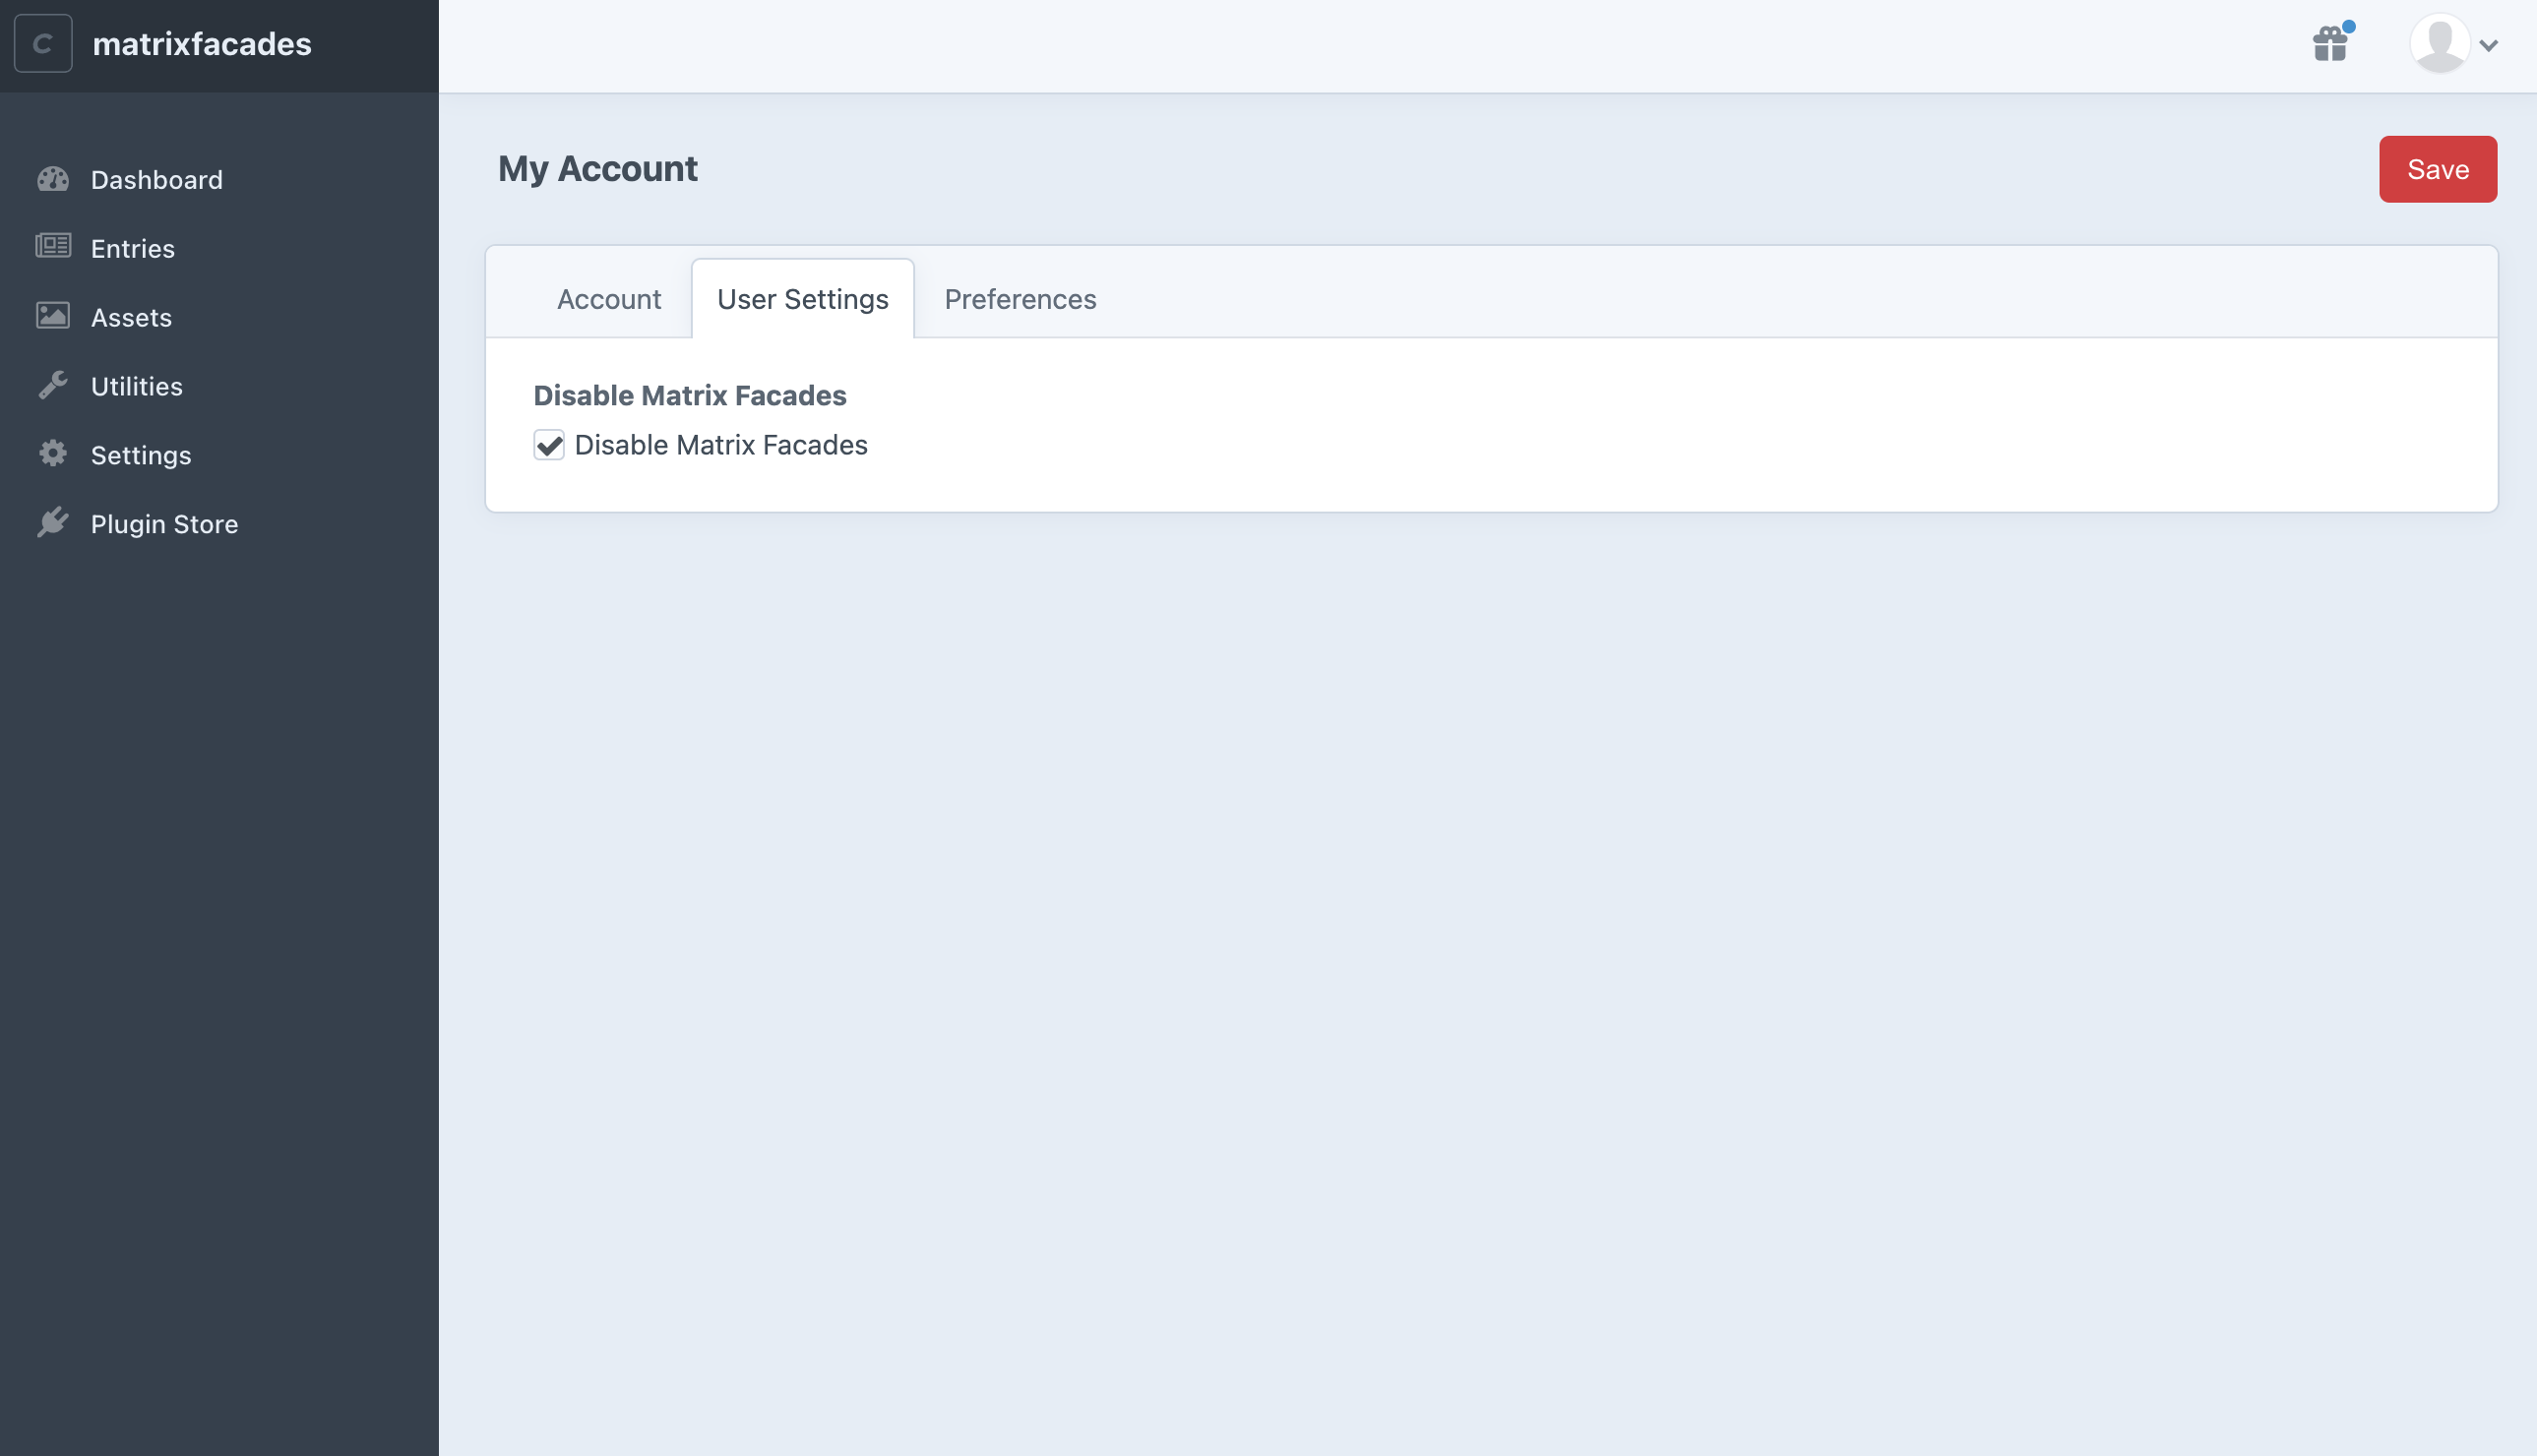 C
matrixfacades
Dashboard
Entries
Assets
Utilities
Settings
Plugin Store
My Account
Save
Account
User Settings
Preferences
Disable Matrix Facades
Disable Matrix Facades